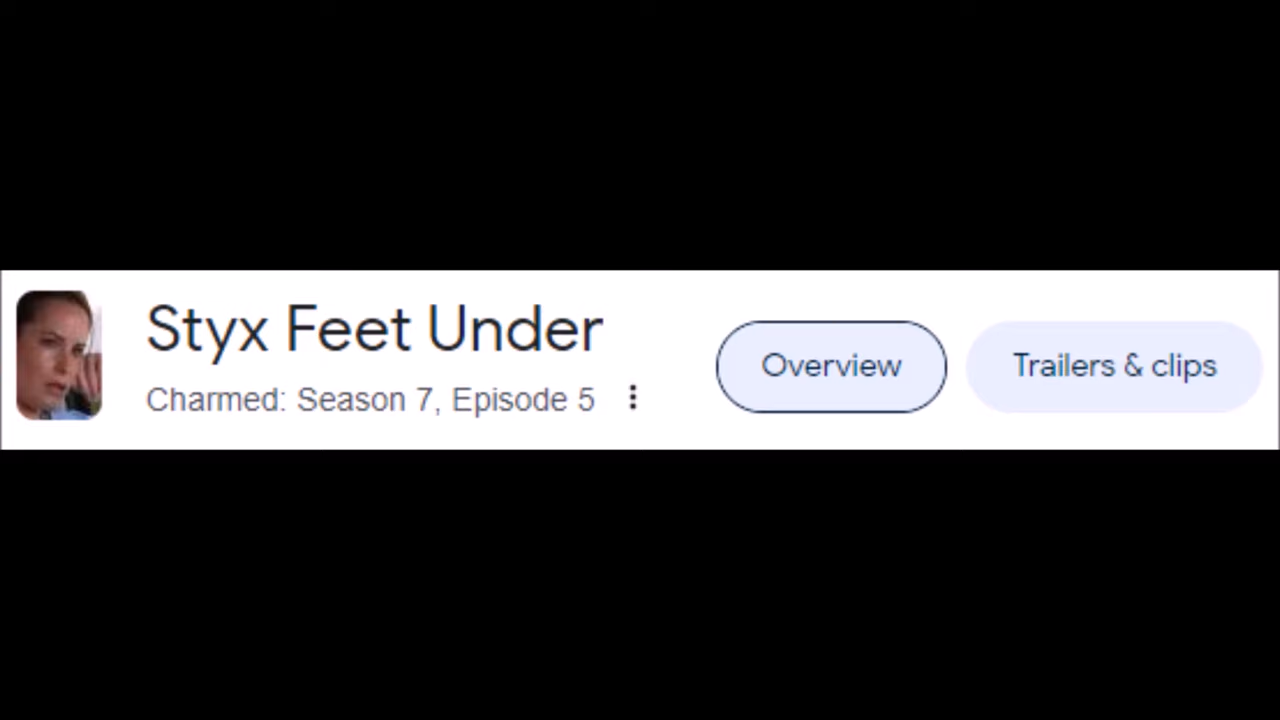 Styx Feet Under
Charmed: Season 7, Episode 5
Overview
Trailers & clips